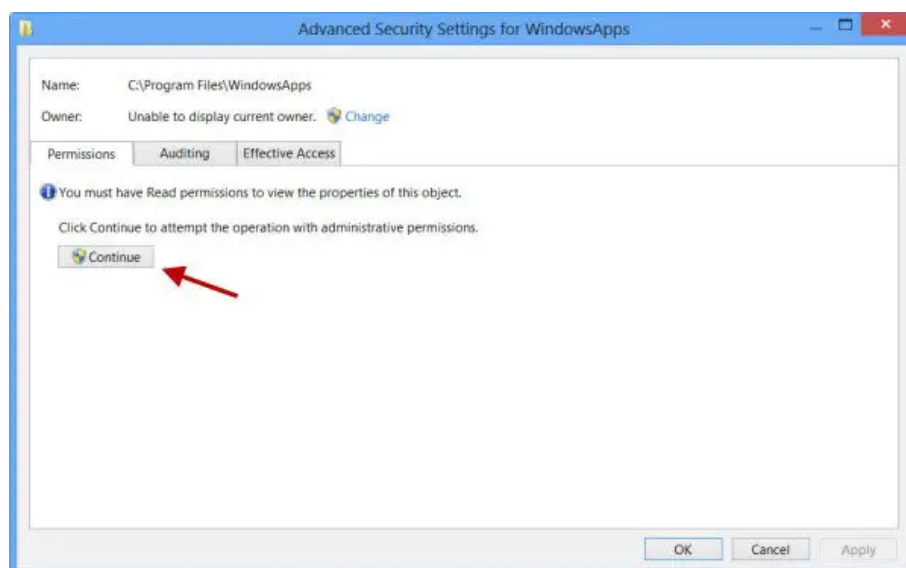 Advanced Security Settings for WindowsApps
Name: C:\Program Files\WindowsApps
Owner: Unable to display current owner. Change
Permissions Auditing Effective Access
You must have Read permissions to view the properties of this object.
Click Continue to attempt the operation with administrative permissions.
Continue
OK Cancel Apply